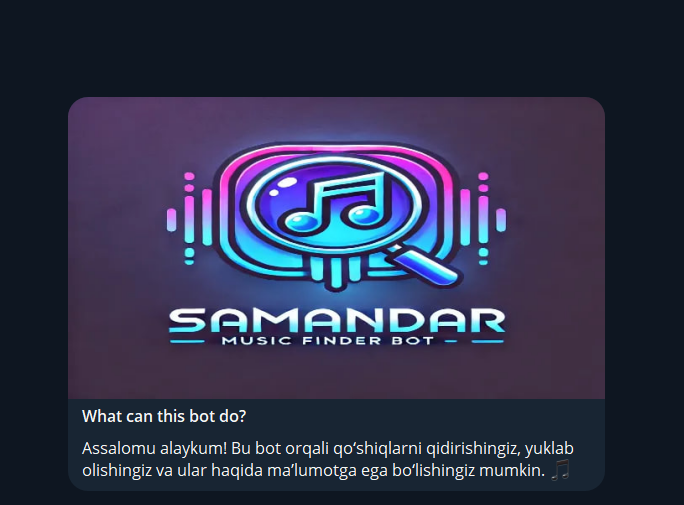 SAMANDAR
MUSIC FINDER BOT
What can this bot do?
Assalomu alaykum! Bu bot orqali qo‘shiqlarni qidirishingiz, yuklab
olishingiz va ular haqida ma’lumotga ega bo‘lishingiz mumkin. 🎵